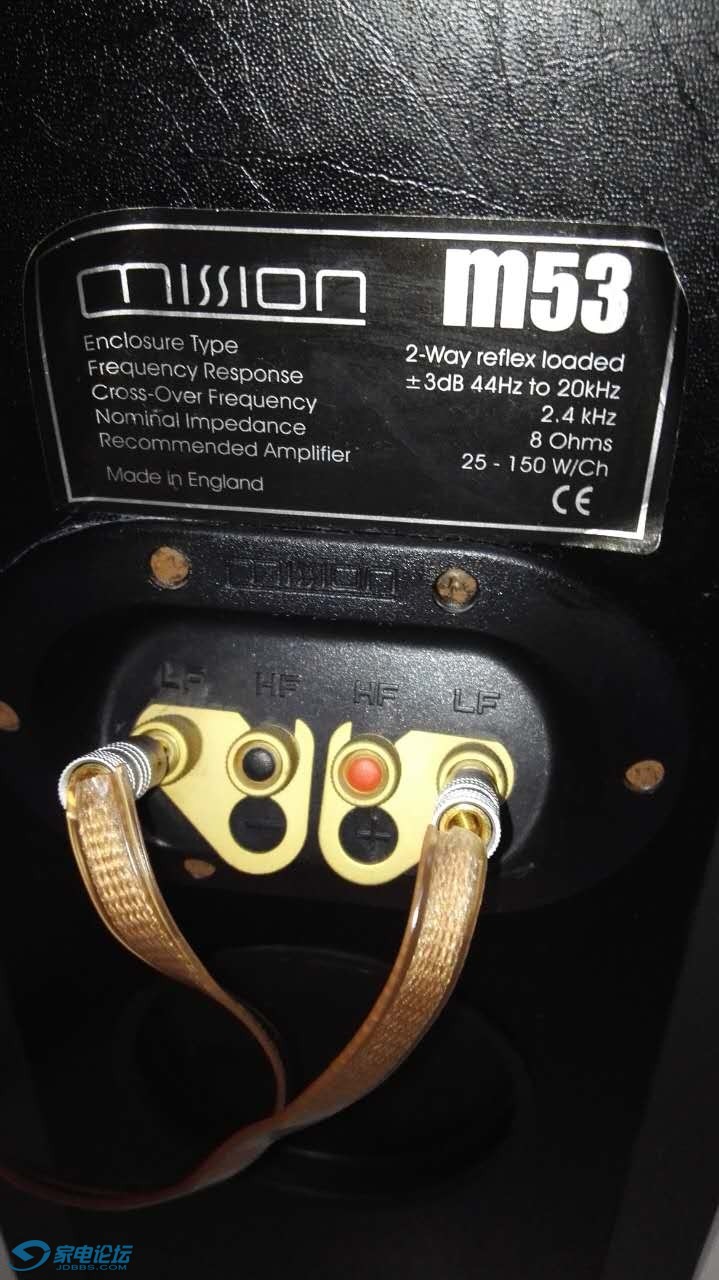 mission m53
Enclosure Type 2-Way reflex loaded
Frequency Response ±3dB 44Hz to 20kHz
Cross-Over Frequency 2.4 kHz
Nominal Impedance 8 Ohms
Recommended Amplifier 25 - 150 W/Ch
Made in England CE
mission
LF HF HF LF
- +
家电论坛
JDBBS.COM